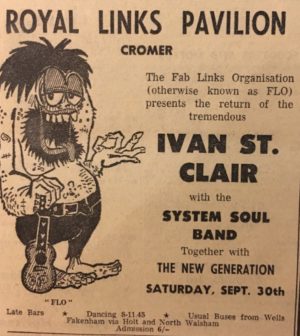 ROYAL LINKS PAVILION
CROMER
The Fab Links Organisation
(otherwise known as FLO)
presents the return of the
tremendous
IVAN ST.
CLAIR
with the
SYSTEM SOUL
BAND
Together with
THE NEW GENERATION
SATURDAY, SEPT. 30th
"FLO"
Late Bars ★ Dancing 8-11.45 ★ Usual Buses from Wells
Fakenham via Holt and North Walsham
Admission 6/-